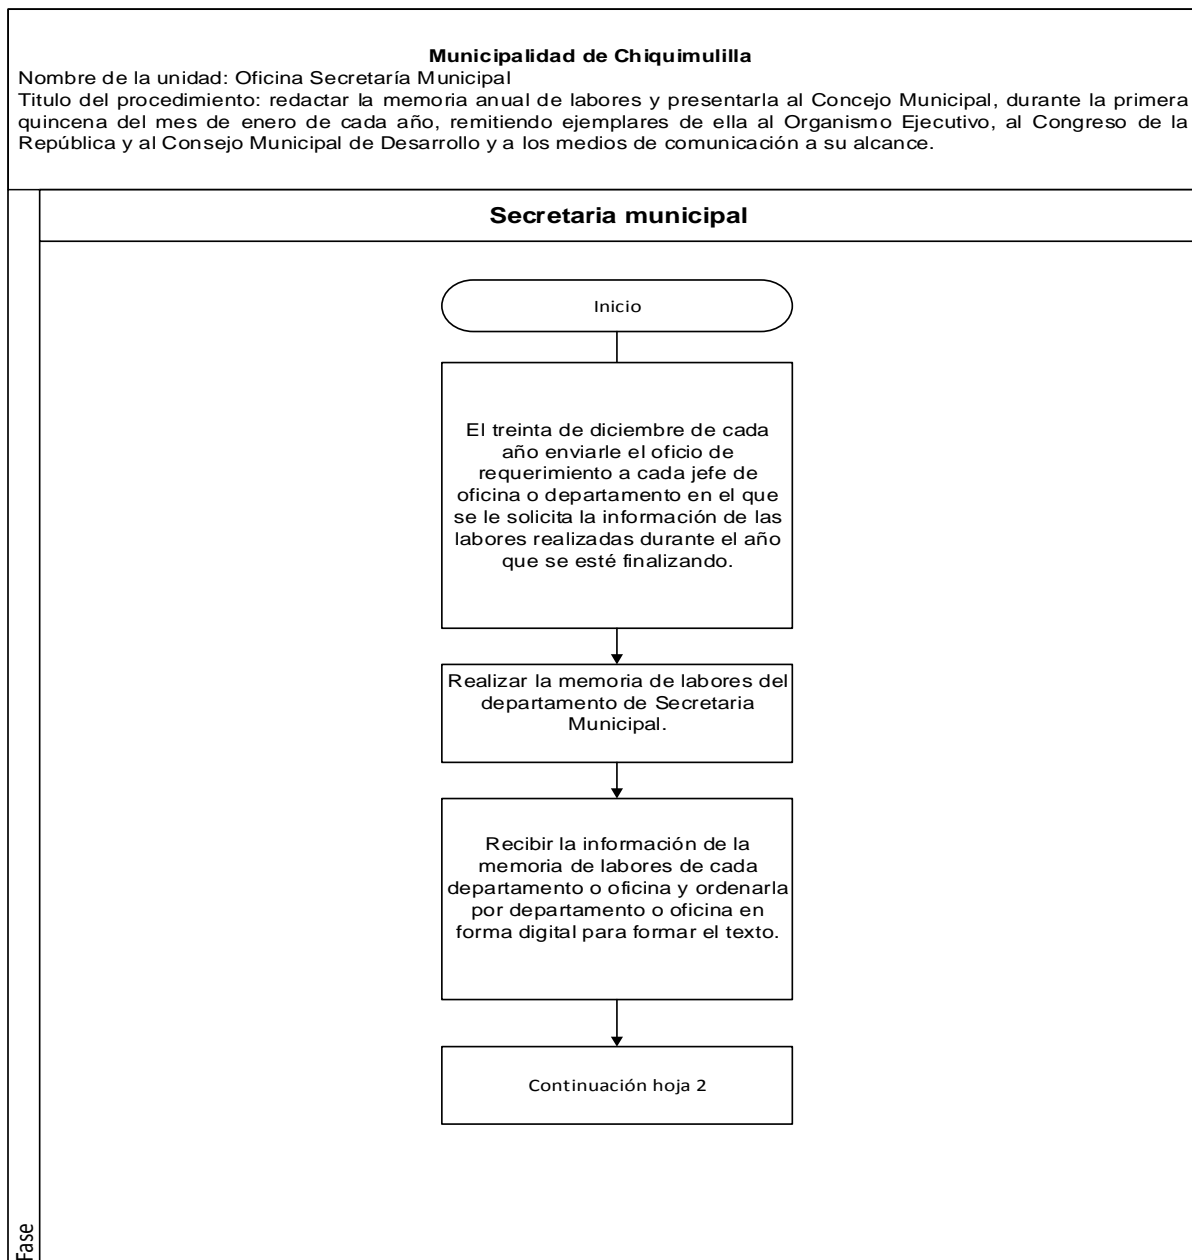 Municipalidad de Chiquimulilla
Nombre de la unidad: Oficina Secretaría Municipal
Titulo del procedimiento: redactar la memoria anual de labores y presentarla al Concejo Municipal, durante la primera
quincena del mes de enero de cada año, remitiendo ejemplares de ella al Organismo Ejecutivo, al Congreso de la
República y al Consejo Municipal de Desarrollo y a los medios de comunicación a su alcance.
Secretaria municipal
Inicio
El treinta de diciembre de cada
año enviarle el oficio de
requerimiento a cada jefe de
oficina o departamento en el que
se le solicita la información de las
labores realizadas durante el año
que se esté finalizando.
Realizar la memoria de labores del
departamento de Secretaria
Municipal.
Recibir la información de la
memoria de labores de cada
departamento o oficina y ordenarla
por departamento o oficina en
forma digital para formar el texto.
Continuación hoja 2
Fase